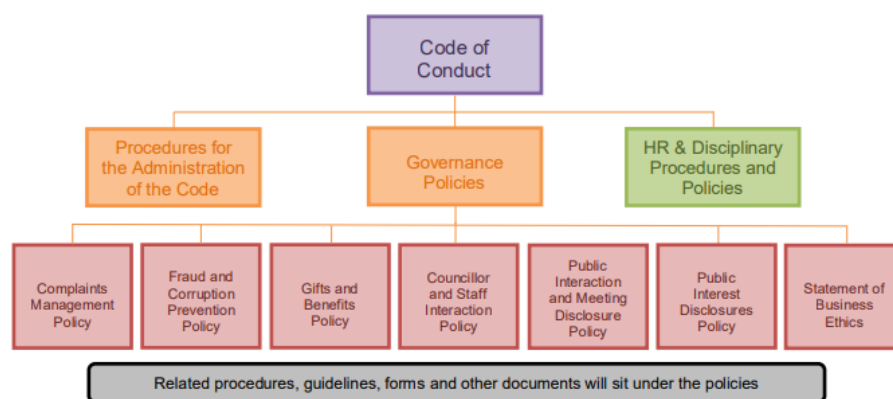 Code of
Conduct
Procedures for
the Administration
of the Code
Governance
Policies
HR & Disciplinary
Procedures and
Policies
Complaints
Management
Policy
Fraud and
Corruption
Prevention
Policy
Gifts and
Benefits
Policy
Councillor
and Staff
Interaction
Policy
Public
Interaction
and Meeting
Disclosure
Policy
Public
Interest
Disclosures
Policy
Statement of
Business
Ethics
Related procedures, guidelines, forms and other documents will sit under the policies